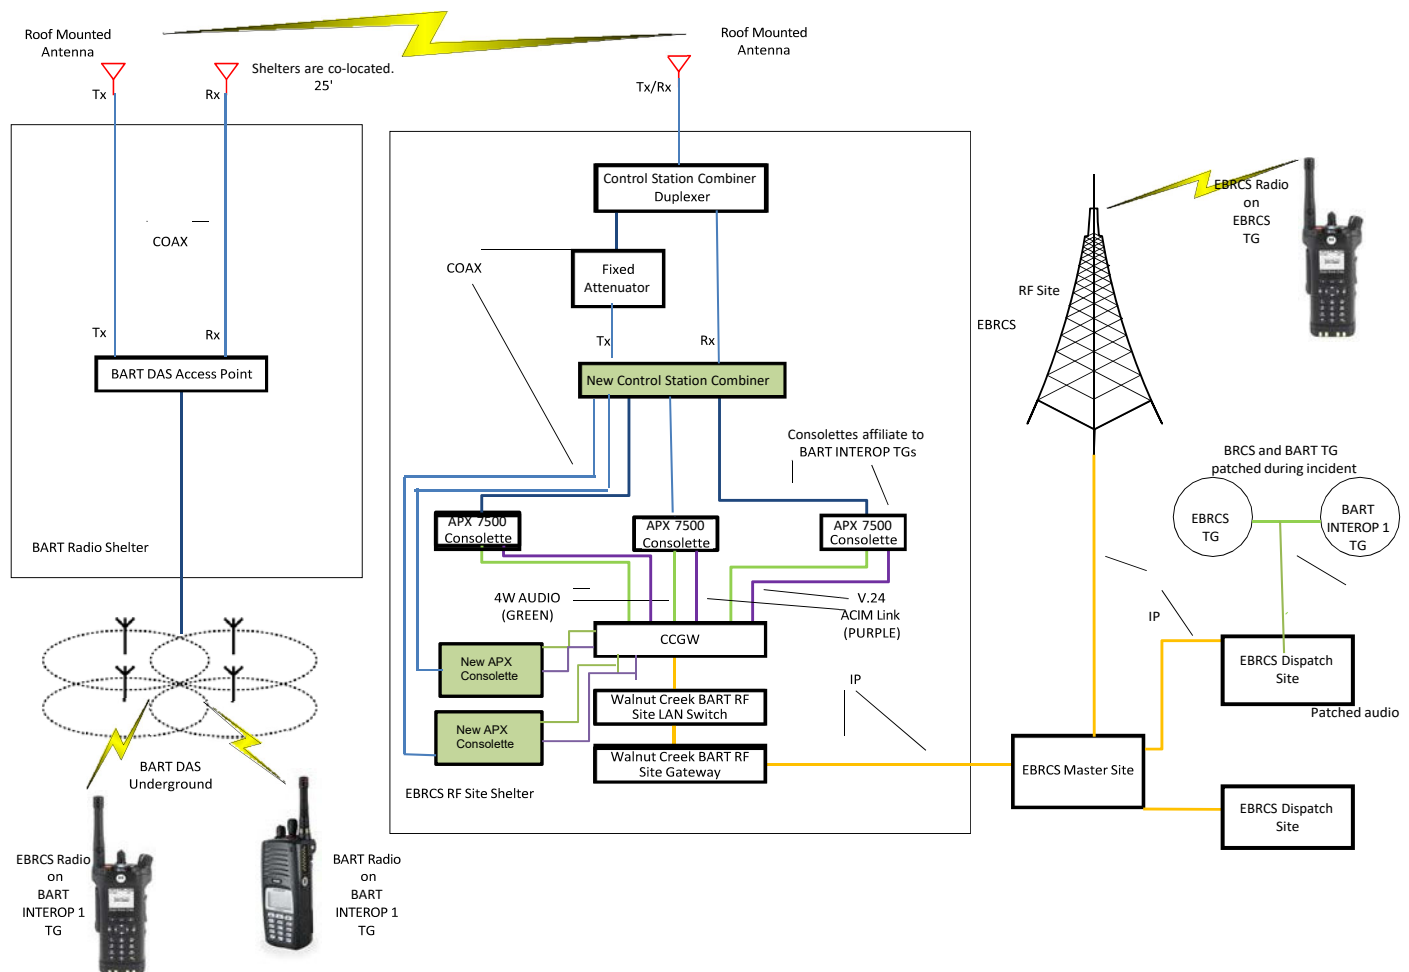 Roof Mounted
Antenna
Roof Mounted
Antenna
Shelters are co-located.
25'
Tx
Rx
Tx/Rx
COAX
Tx
Rx
BART DAS Access Point
BART Radio Shelter
Control Station Combiner
Duplexer
COAX
Fixed
Attenuator
Tx
Rx
New Control Station Combiner
Consolettes affiliate to
BART INTEROP TGs
APX 7500
Consolette
APX 7500
Consolette
APX 7500
Consolette
4W AUDIO
(GREEN)
V.24
ACIM Link
(PURPLE)
CCGW
New APX
Consolette
New APX
Consolette
Walnut Creek BART RF
Site LAN Switch
Walnut Creek BART RF
Site Gateway
IP
EBRCS RF Site Shelter
BART DAS
Underground
EBRCS Radio
on
BART
INTEROP 1
TG
BART Radio
on
BART
INTEROP 1
TG
EBRCS Radio
on
EBRCS
TG
RF Site
EBRCS
BRCS and BART TG
patched during incident
EBRCS
TG
BART
INTEROP 1
TG
IP
EBRCS Dispatch
Site
Patched audio
EBRCS Master Site
EBRCS Dispatch
Site